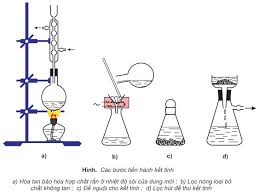 a)
b)
c)
d)
Hình. Các bước tiến hành kết tinh
a) Hòa tan bão hòa hợp chất rắn ở nhiệt độ sôi của dung môi ; b) Lọc nóng loại bỏ
chất không tan ; c) Để nguội cho kết tinh ; d) Lọc hút để thu kết tinh